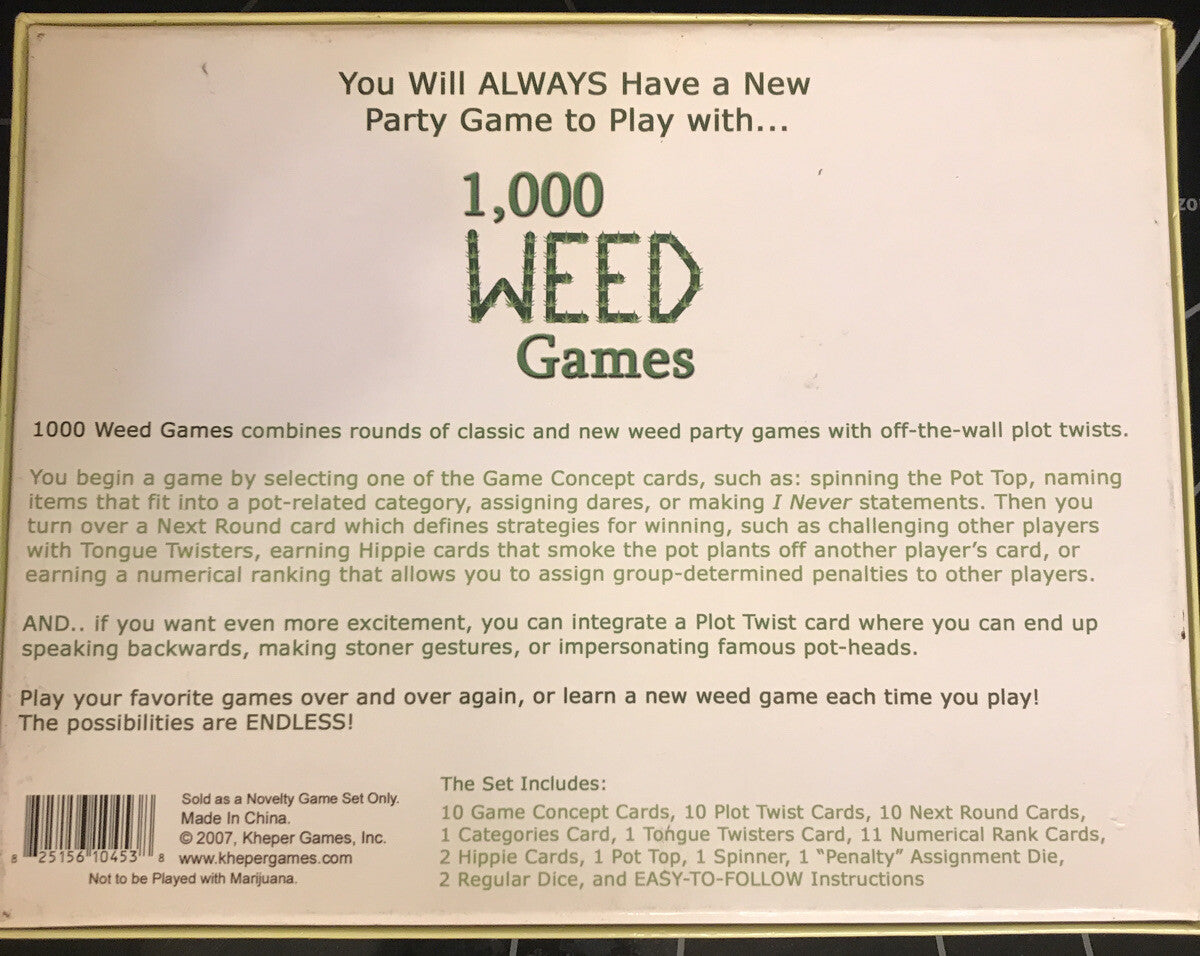 You Will ALWAYS Have a New
Party Game to Play with...
1,000
WEED
Games
1000 Weed Games combines rounds of classic and new weed party games with off-the-wall plot twists.
You begin a game by selecting one of the Game Concept cards, such as: spinning the Pot Top, naming
items that fit into a pot-related category, assigning dares, or making I Never statements. Then you
turn over a Next Round card which defines strategies for winning, such as challenging other players
with Tongue Twisters, earning Hippie cards that smoke the pot plants off another player's card, or
earning a numerical ranking that allows you to assign group-determined penalties to other players.
AND.. if you want even more excitement, you can integrate a Plot Twist card where you can end up
speaking backwards, making stoner gestures, or impersonating famous pot-heads.
Play your favorite games over and over again, or learn a new weed game each time you play!
The possibilities are ENDLESS!
Sold as a Novelty Game Set Only.
Made In China.
© 2007, Kheper Games, Inc.
www.khepergames.com
8 25156 10453 8
Not to be Played with Marijuana.
The Set Includes:
10 Game Concept Cards, 10 Plot Twist Cards, 10 Next Round Cards,
1 Categories Card, 1 Tongue Twisters Card, 11 Numerical Rank Cards,
2 Hippie Cards, 1 Pot Top, 1 Spinner, 1 "Penalty" Assignment Die,
2 Regular Dice, and EASY-TO-FOLLOW Instructions